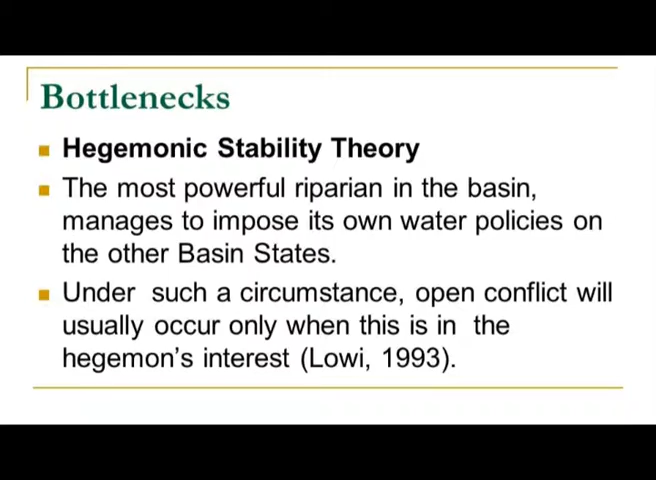 Bottlenecks
Hegemonic Stability Theory
The most powerful riparian in the basin,
manages to impose its own water policies on
the other Basin States.
Under such a circumstance, open conflict will
usually occur only when this is in the
hegemon's interest (Lowi, 1993).